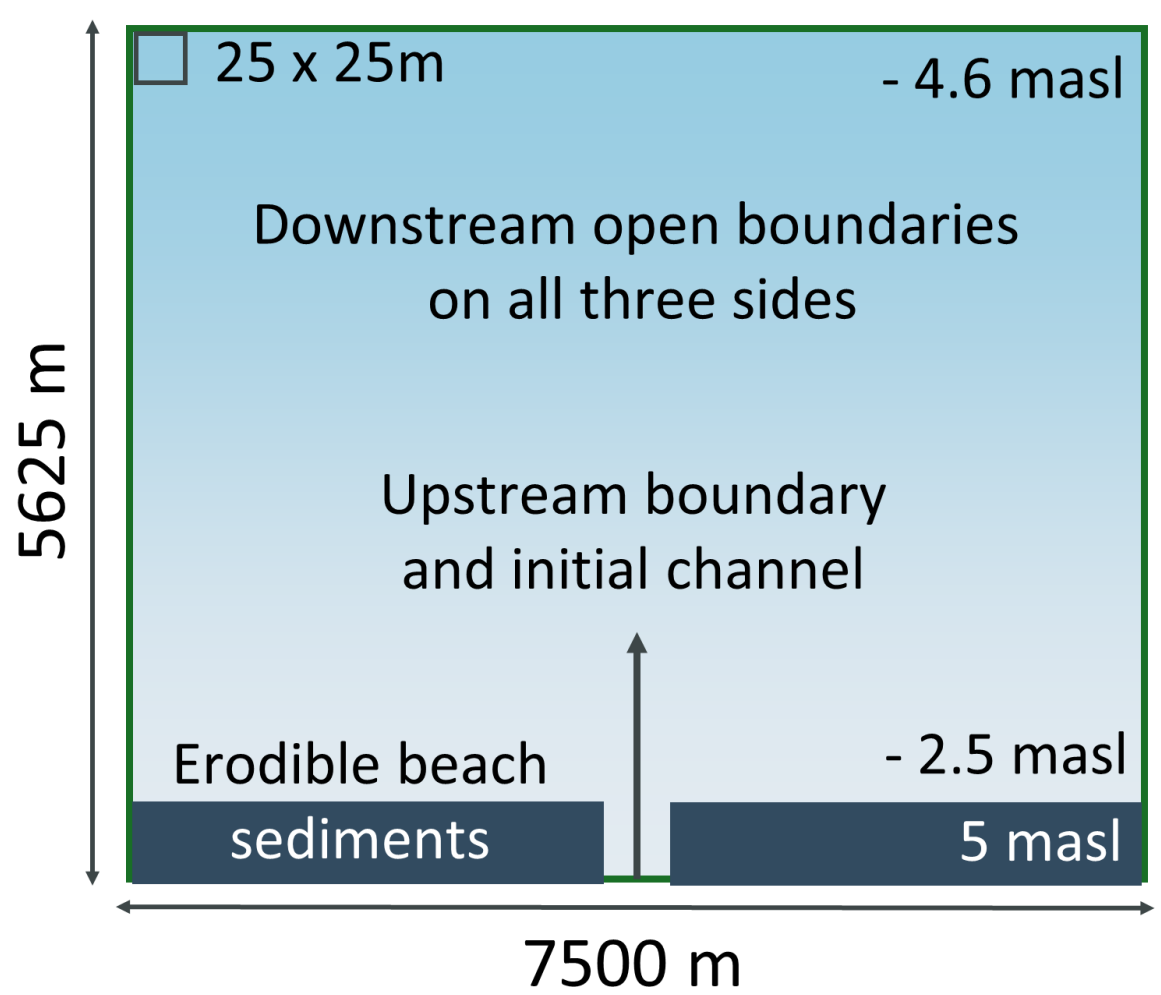 25 x 25m
- 4.6 masl
Downstream open boundaries
on all three sides
5625 m
Upstream boundary
and initial channel
Erodible beach
- 2.5 masl
sediments
5 masl
7500 m